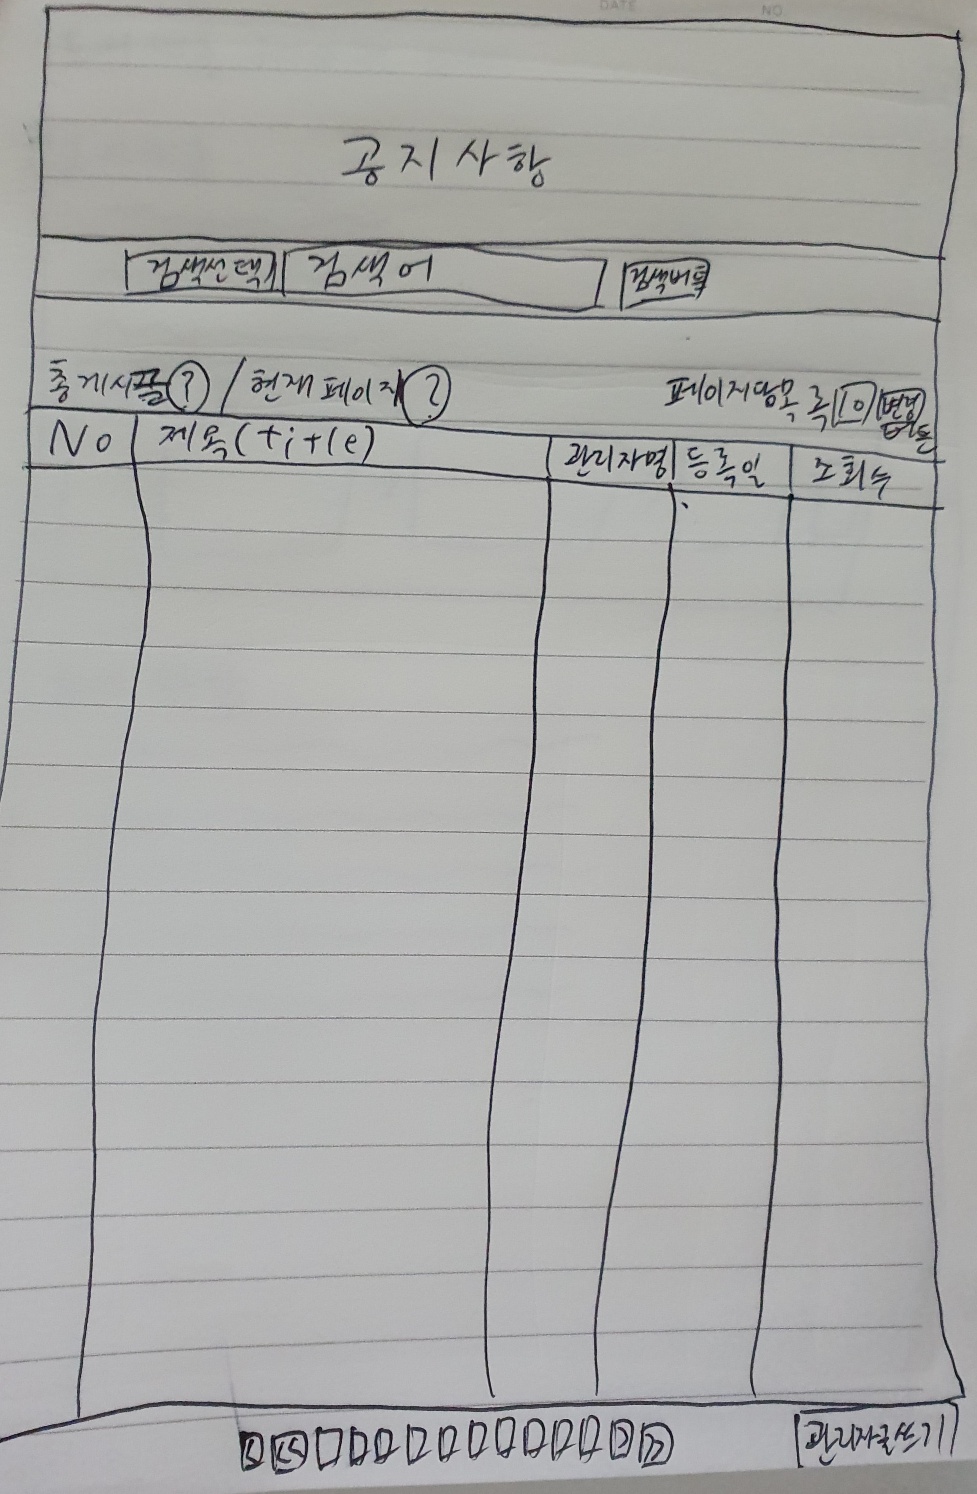 DATE NO
공지사항
검색선택 검색어 검색버튼
총게시글(?) / 현재페이지(?) 페이지당목록 10 변경버튼
No 제목(title) 관리자명 등록일 조회수
관리자글쓰기